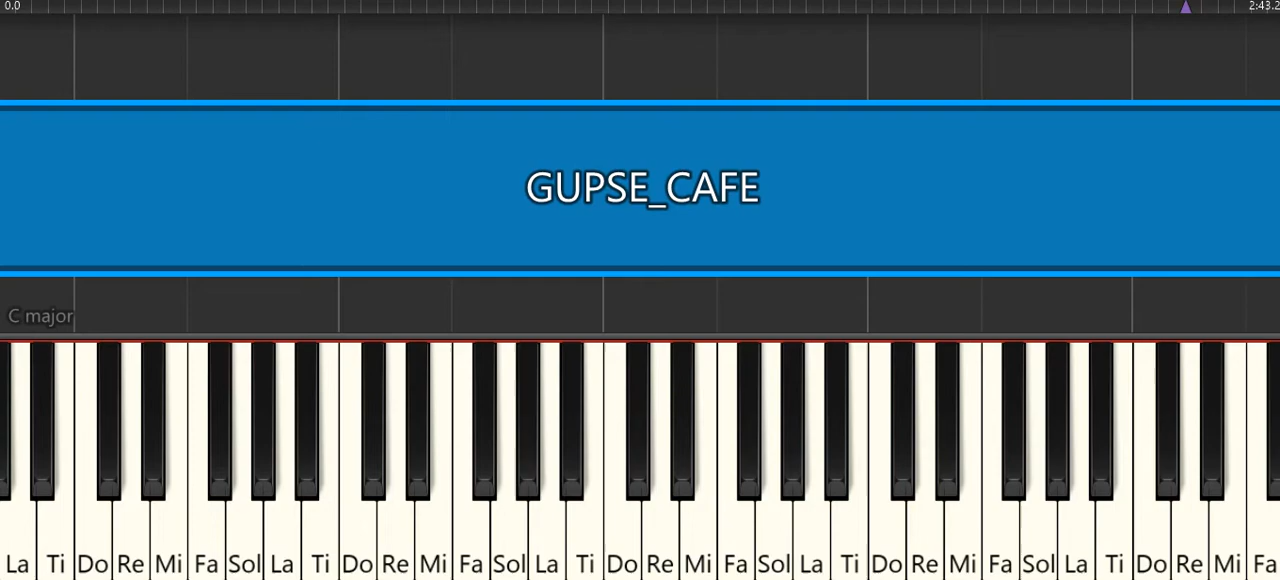 0.0 2:43.2
GUPSE_CAFE
C major
La Ti Do Re Mi Fa Sol La Ti Do Re Mi Fa Sol La Ti Do Re Mi Fa Sol La Ti Do Re Mi Fa Sol La Ti Do Re Mi Fa